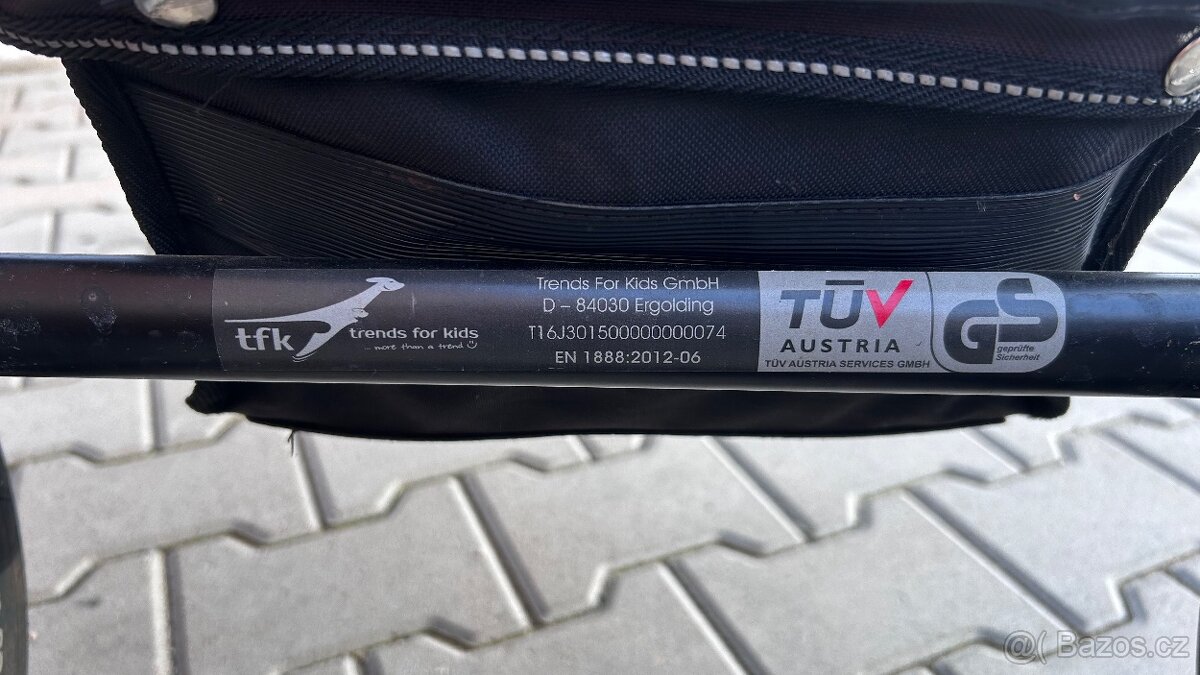 tfk
trends for kids
... more than a trend
Trends For Kids GmbH
D – 84030 Ergolding
T16J301500000000074
EN 1888:2012-06
TÜV
AUSTRIA
TÜV AUSTRIA SERVICES GMBH
GS
geprüfte
Sicherheit
Bazos.cz